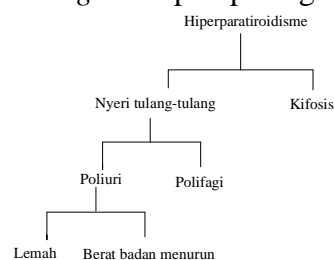 Hiperparatiroidisme
Nyeri tulang-tulang
Kifosis
Poliuri
Polifagi
Lemah
Berat badan menurun